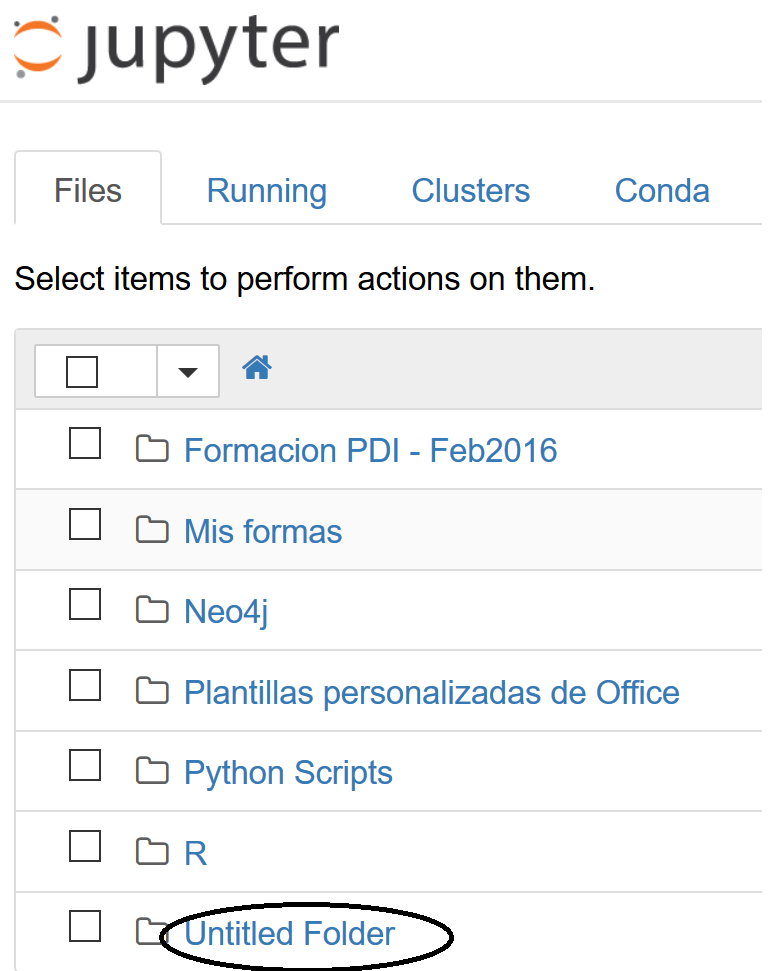 jupyter
Files Running Clusters Conda
Select items to perform actions on them.
Formacion PDI - Feb2016
Mis formas
Neo4j
Plantillas personalizadas de Office
Python Scripts
R
Untitled Folder